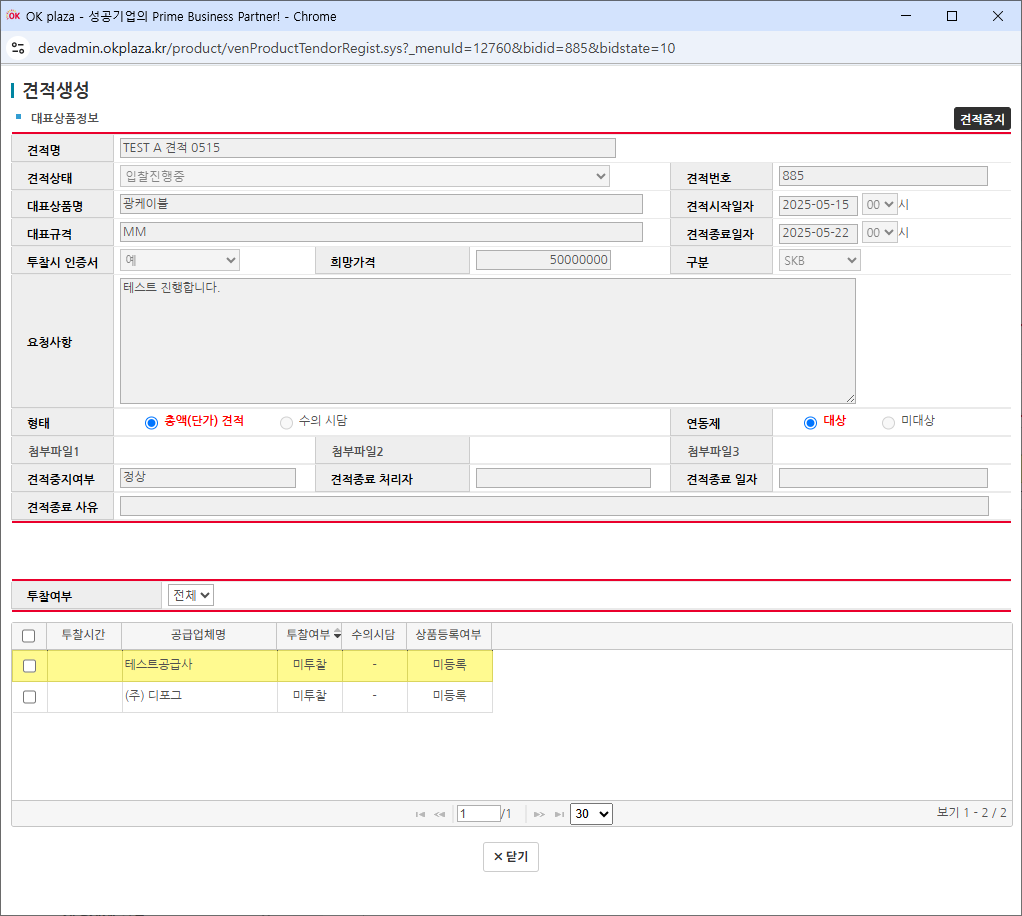 OK plaza - 성공기업의 Prime Business Partner! - Chrome
devadmin.okplaza.kr/product/venProductTendorRegist.sys?_menuId=12760&bidid=885&bidstate=10
견적생성
대표상품정보 견적중지
견적명 TEST A 견적 0515
견적상태 입찰진행중 견적번호 885
대표상품명 광케이블 견적시작일자 2025-05-15 00 시
대표규격 MM 견적종료일자 2025-05-22 00 시
투찰시 인증서 예 희망가격 50000000 구분 SKB
요청사항 테스트 진행합니다.
형태 총액(단가) 견적 수의 시담 연동제 대상 미대상
첨부파일1 첨부파일2 첨부파일3
견적중지여부 정상 견적종료 처리자 견적종료 일자
견적종료 사유
투찰여부 전체
투찰시간 공급업체명 투찰여부 수의시담 상품등록여부
테스트공급사 미투찰 - 미등록
(주) 디포그 미투찰 - 미등록
1 /1 30 보기 1 - 2 / 2
✕ 닫기